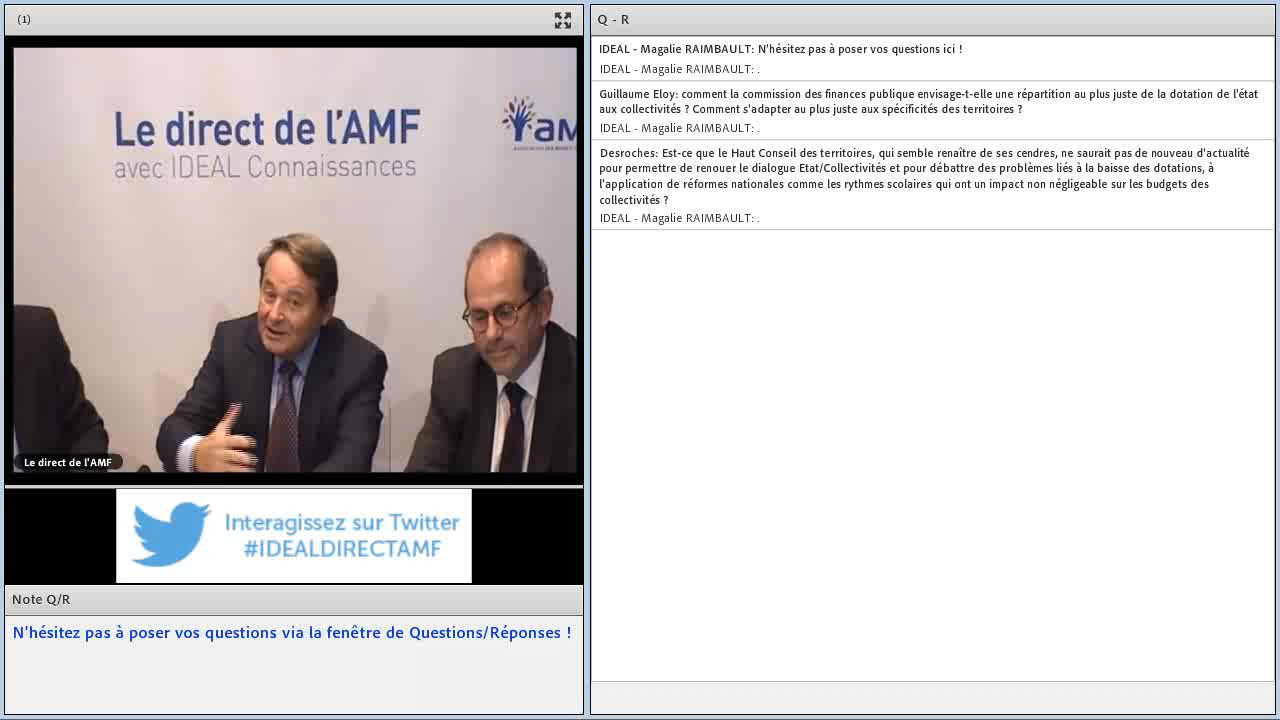 (1)
Le direct de l'AMF
avec IDEAL Connaissances
am
Le direct de l'AMF
Interagissez sur Twitter
#IDEALDIRECTAMF
Note Q/R
N'hésitez pas à poser vos questions via la fenêtre de Questions/Réponses !
Q - R
IDEAL - Magalie RAIMBAULT: N'hésitez pas à poser vos questions ici !
IDEAL - Magalie RAIMBAULT: .
Guillaume Eloy: comment la commission des finances publique envisage-t-elle une répartition au plus juste de la dotation de l'état
aux collectivités ? Comment s'adapter au plus juste aux spécificités des territoires ?
IDEAL - Magalie RAIMBAULT: .
Desroches: Est-ce que le Haut Conseil des territoires, qui semble renaitre de ses cendres, ne saurait pas de nouveau d'actualité
pour permettre de renouer le dialogue Etat/Collectivités et pour débattre des problèmes liés à la baisse des dotations, à
l'application de réformes nationales comme les rythmes scolaires qui ont un impact non négligeable sur les budgets des
collectivités ?
IDEAL - Magalie RAIMBAULT: .